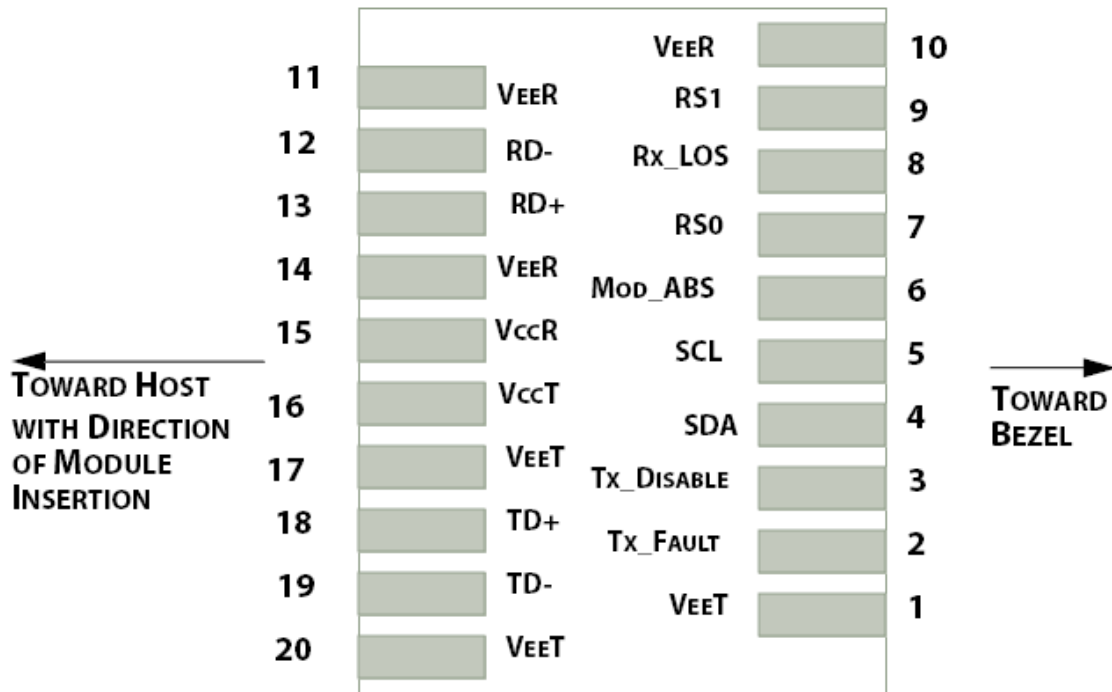 VEER 10
11 VEER
RS1 9
12 RD-
Rx_LOS 8
13 RD+
RS0 7
14 VEER
MOD_ABS 6
15 VCCR
SCL 5
TOWARD HOST
WITH DIRECTION
OF MODULE
INSERTION
TOWARD
BEZEL
16 VCCT
SDA 4
17 VEET
TX_DISABLE 3
18 TD+
TX_FAULT 2
19 TD-
VEET 1
20 VEET